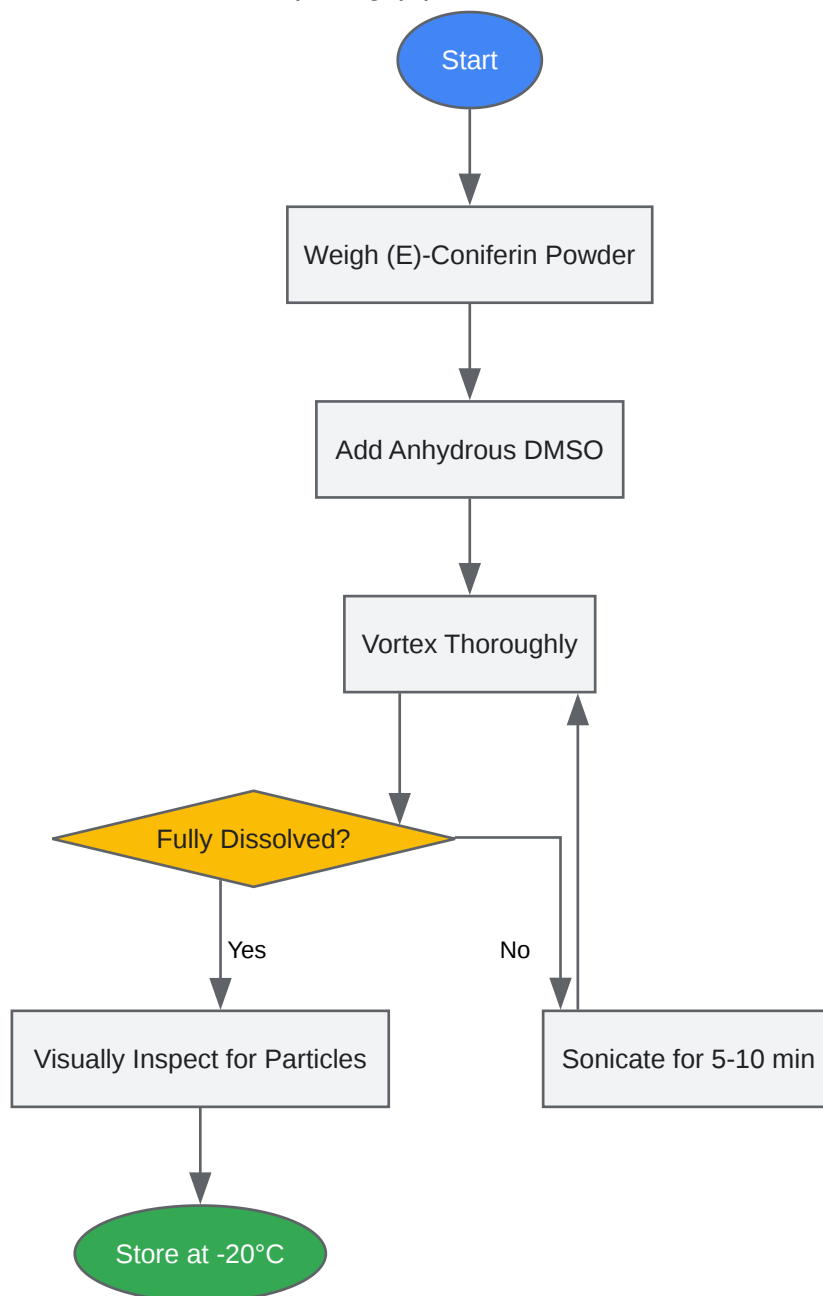 Start
Weigh (E)-Coniferin Powder
Add Anhydrous DMSO
Vortex Thoroughly
Fully Dissolved?
Yes
No
Visually Inspect for Particles
Sonicate for 5-10 min
Store at -20°C